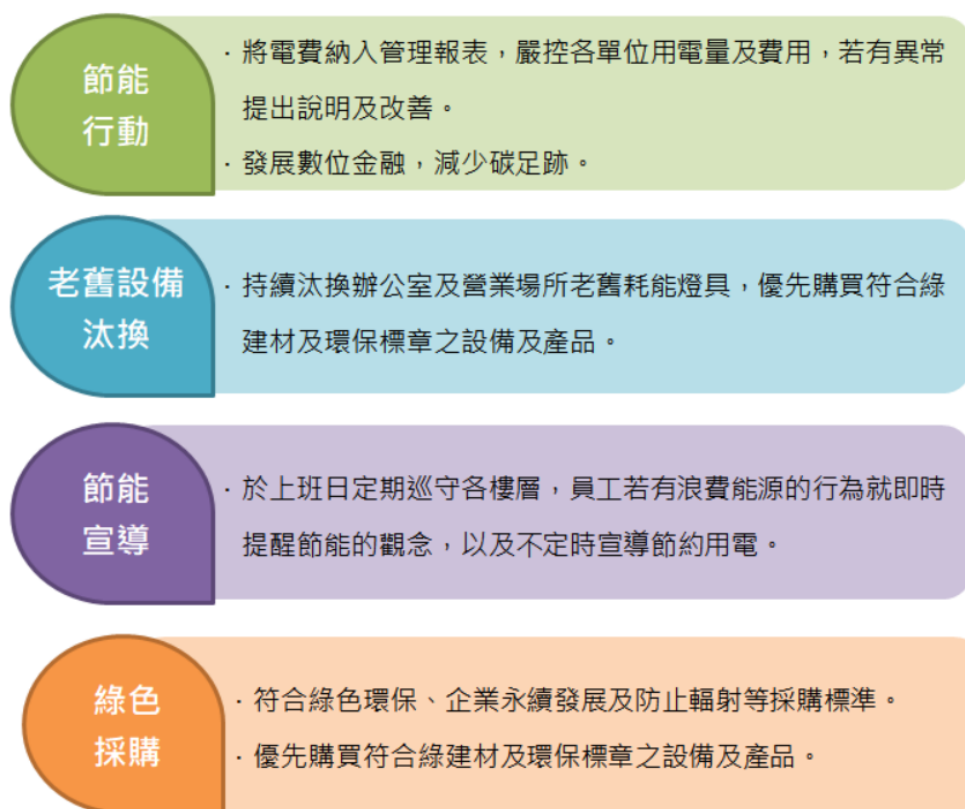 節能
行動
· 將電費納入管理報表，嚴控各單位用電量及費用，若有異常
提出說明及改善。
· 發展數位金融，減少碳足跡。
老舊設備
汰換
· 持續汰換辦公室及營業場所老舊耗能燈具，優先購買符合綠
建材及環保標章之設備及產品。
節能
宣導
· 於上班日定期巡守各樓層，員工若有浪費能源的行為就即時
提醒節能的觀念，以及不定時宣導節約用電。
綠色
採購
· 符合綠色環保、企業永續發展及防止輻射等採購標準。
· 優先購買符合綠建材及環保標章之設備及產品。